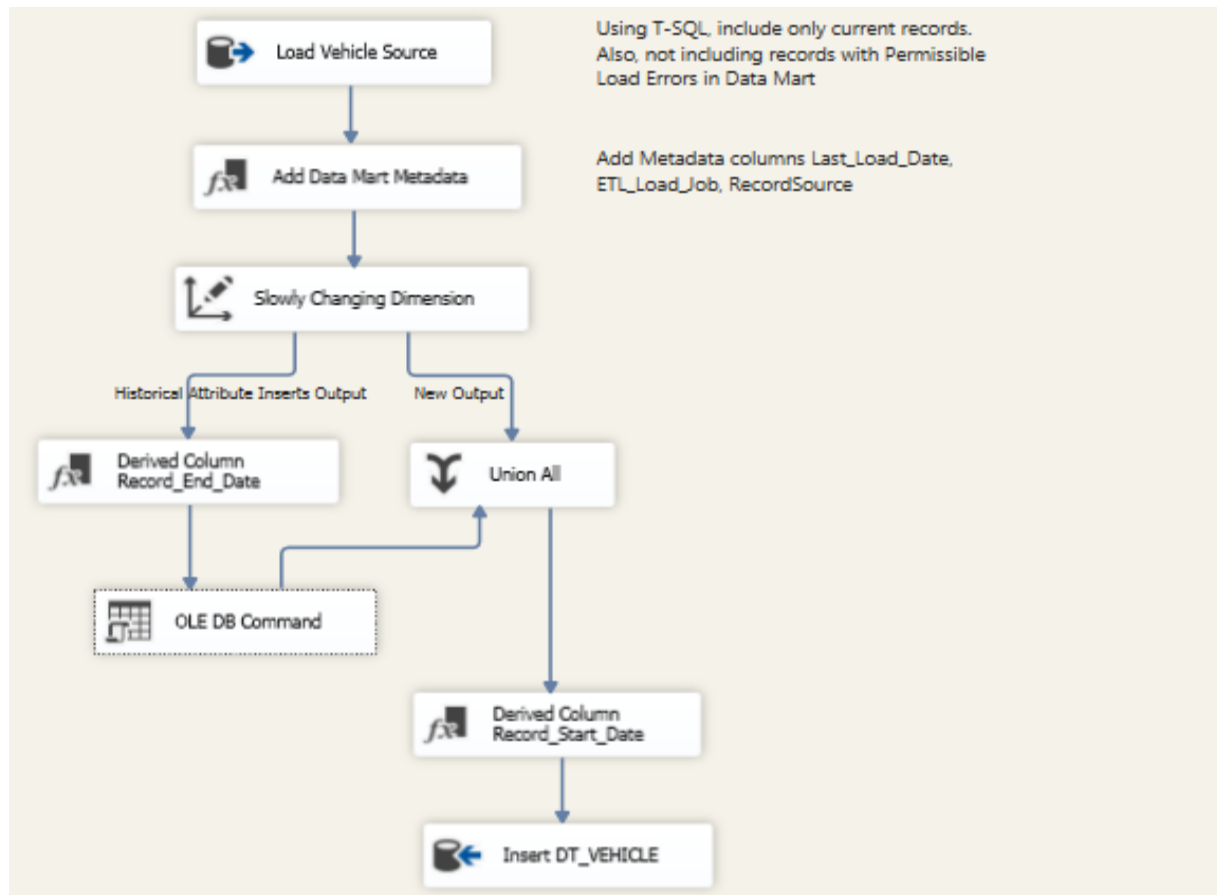 Load Vehicle Source
Using T-SQL, include only current records.
Also, not including records with Permissible
Load Errors in Data Mart
Add Data Mart Metadata
Add Metadata columns Last_Load_Date,
ETL_Load_Job, RecordSource
Slowly Changing Dimension
Historical Attribute Inserts Output
New Output
Derived Column
Record_End_Date
Union All
OLE DB Command
Derived Column
Record_Start_Date
Insert DT_VEHICLE